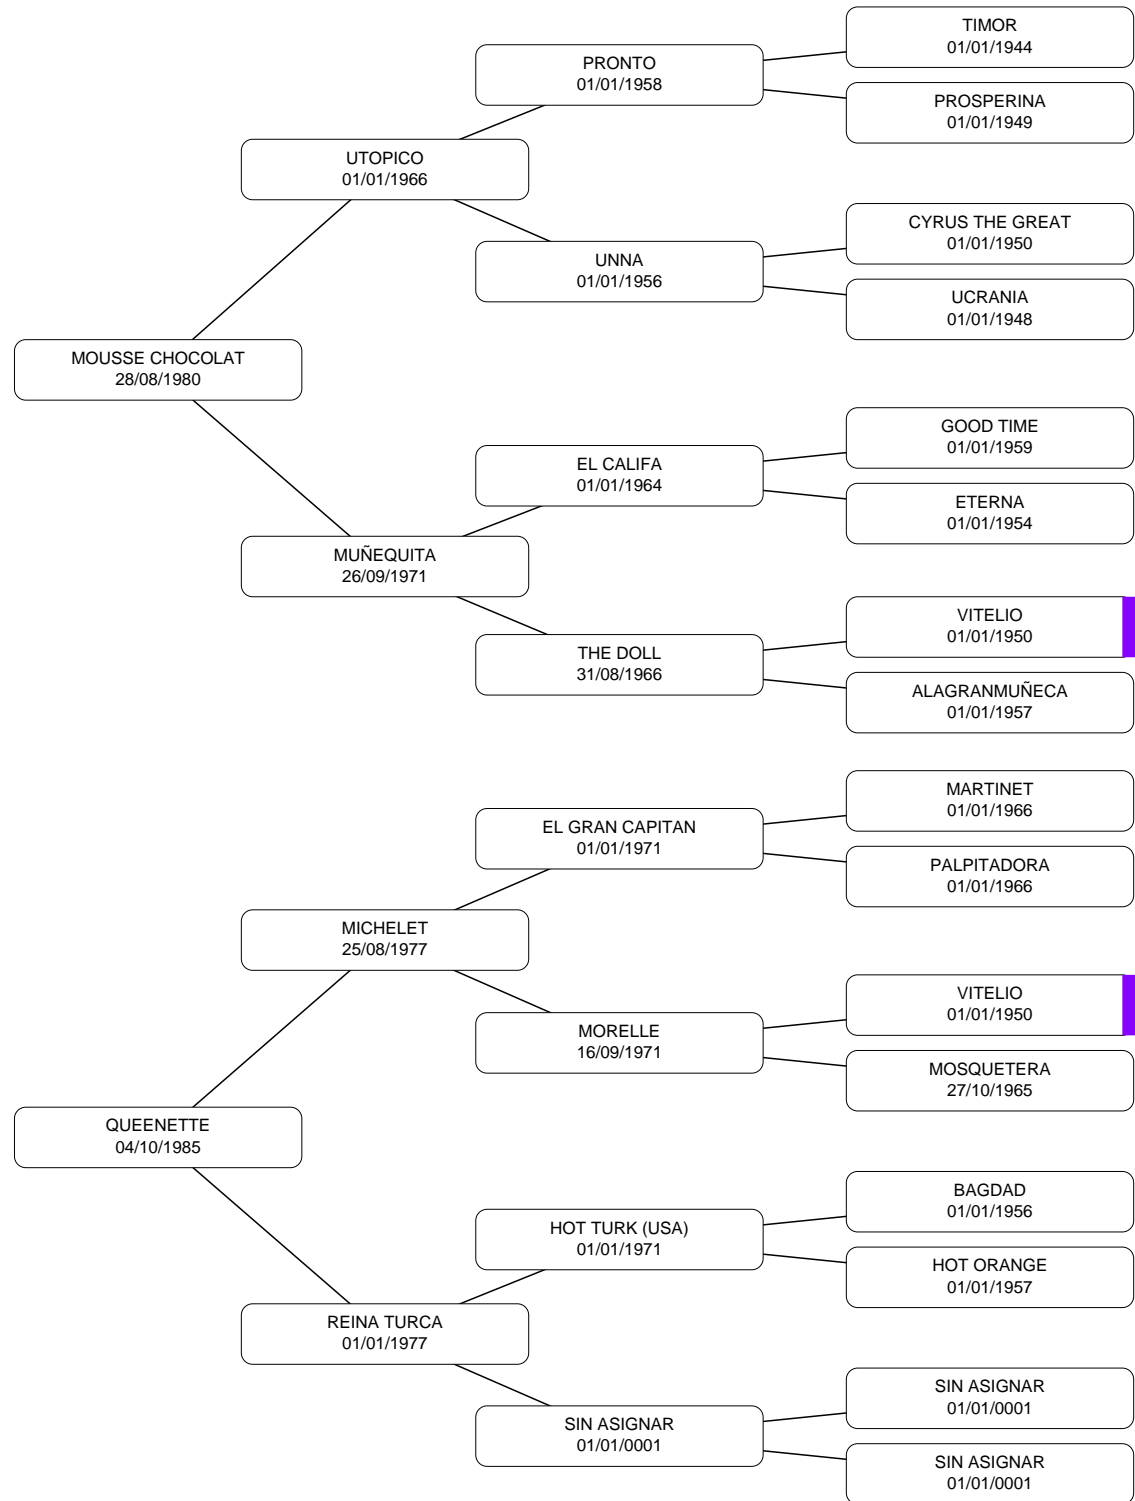 TIMOR
01/01/1944
PRONTO
01/01/1958
PROSPERINA
01/01/1949
UTOPICO
01/01/1966
CYRUS THE GREAT
01/01/1950
UNNA
01/01/1956
UCRANIA
01/01/1948
MOUSSE CHOCOLAT
28/08/1980
GOOD TIME
01/01/1959
EL CALIFA
01/01/1964
ETERNA
01/01/1954
MUÑEQUITA
26/09/1971
VITELIO
01/01/1950
THE DOLL
31/08/1966
ALAGRANMUÑECA
01/01/1957
MARTINET
01/01/1966
EL GRAN CAPITAN
01/01/1971
PALPITADORA
01/01/1966
MICHELET
25/08/1977
VITELIO
01/01/1950
MORELLE
16/09/1971
MOSQUETERA
27/10/1965
QUEENETTE
04/10/1985
BAGDAD
01/01/1956
HOT TURK (USA)
01/01/1971
HOT ORANGE
01/01/1957
REINA TURCA
01/01/1977
SIN ASIGNAR
01/01/0001
SIN ASIGNAR
01/01/0001
SIN ASIGNAR
01/01/0001